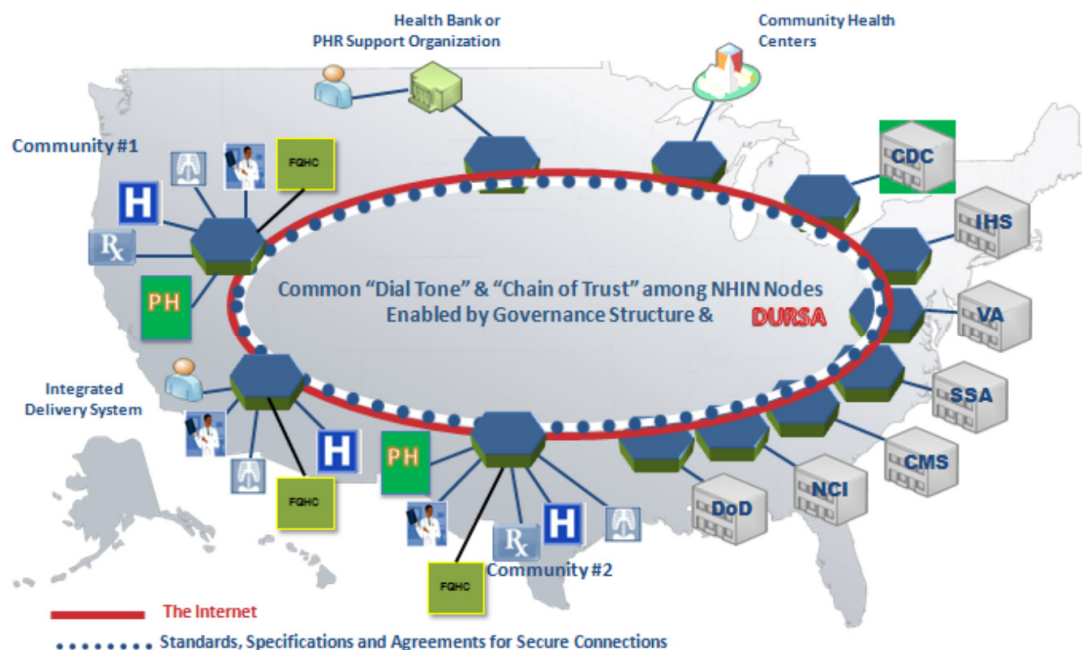 Health Bank or
PHR Support Organization
Community Health
Centers
Community #1
FQHC
CDC
H
IHS
Rx
PH
Common “Dial Tone” & “Chain of Trust” among NHIN Nodes
Enabled by Governance Structure & DURSA
VA
Integrated
Delivery System
SSA
H
PH
CMS
FQHC
NCI
DoD
H
Rx
Community #2
FQHC
The Internet
Standards, Specifications and Agreements for Secure Connections